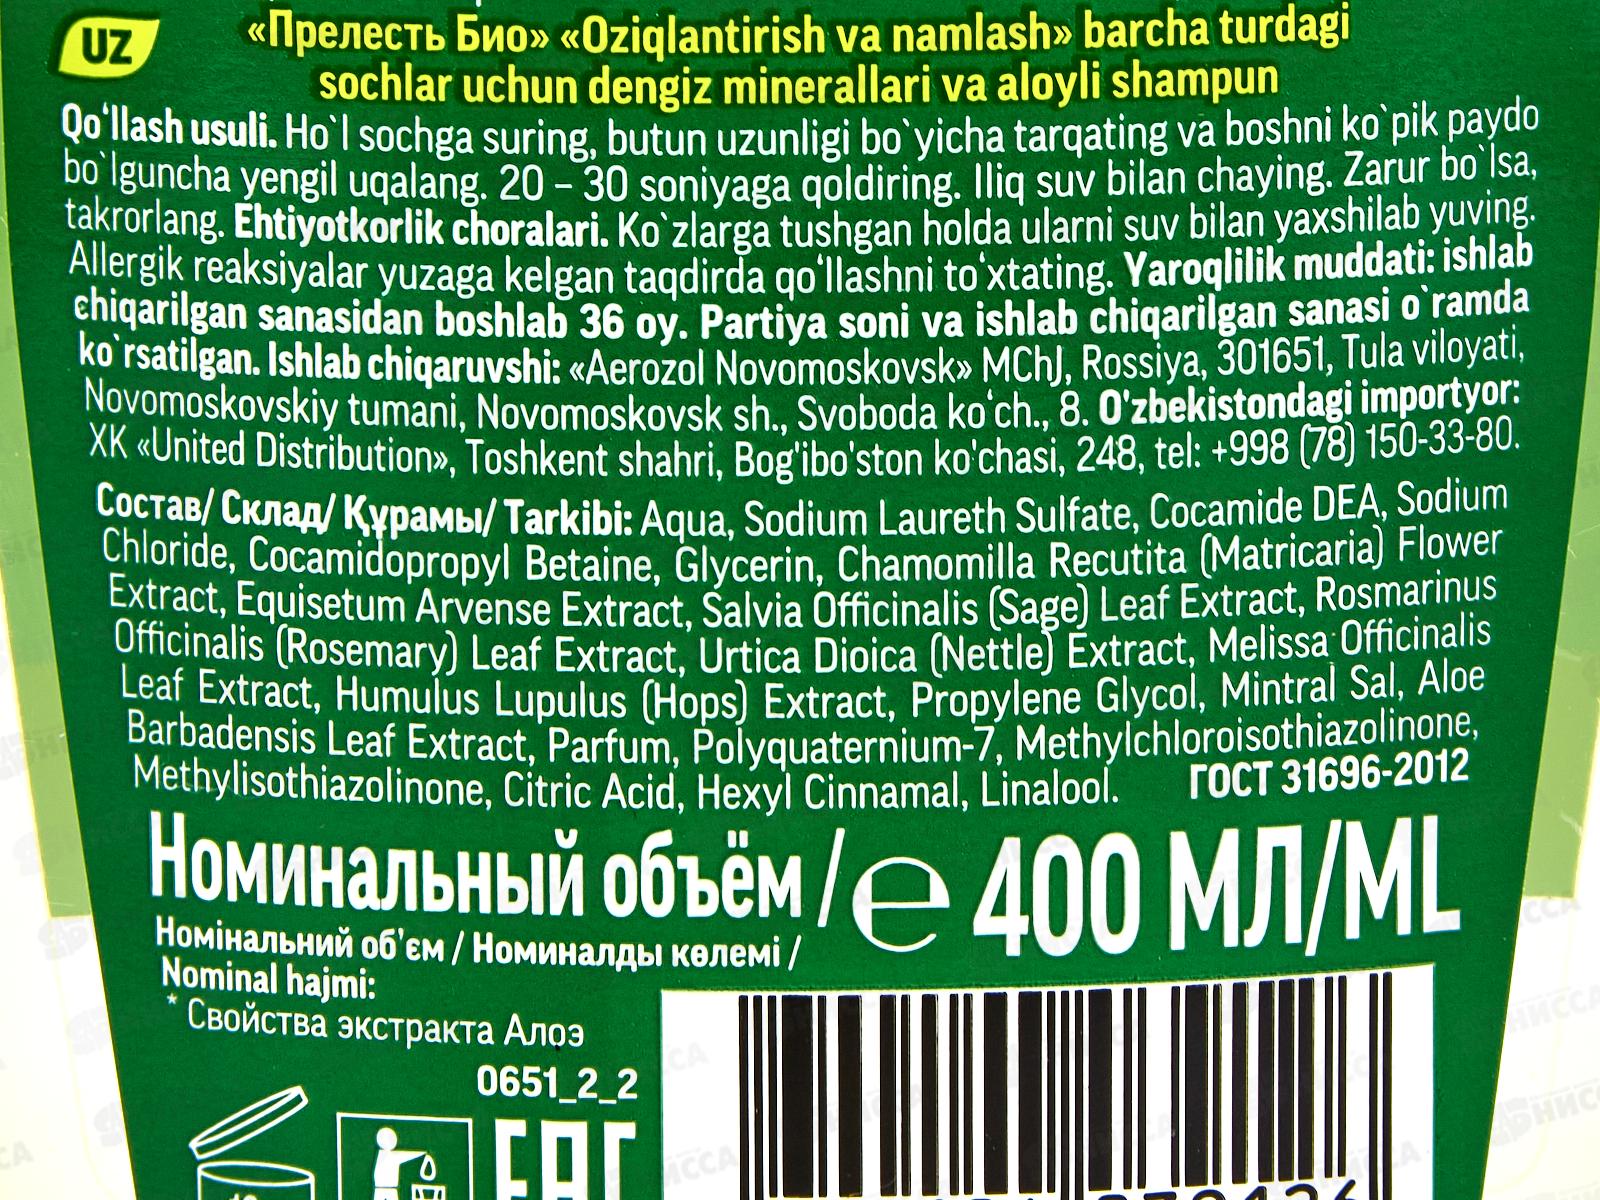 UZ
«Прелесть Био» «Oziqlantirish va namlash» barcha turdagi
sochlar uchun dengiz minerallari va aloyli shampun
Qo‘llash usuli. Ho`l sochga suring, butun uzunligi bo`yicha tarqating va boshni ko`pik paydo
bo`lguncha yengil uqalang. 20 – 30 soniyaga qoldiring. Iliq suv bilan chaying. Zarur bo`lsa,
takrorlang. Ehtiyotkorlik choralari. Ko`zlarga tushgan holda ularni suv bilan yaxshilab yuving.
Allergik reaksiyalar yuzaga kelgan taqdirda qo‘llashni to‘xtating. Yaroqlilik muddati: ishlab
chiqarilgan sanasidan boshlab 36 oy. Partiya soni va ishlab chiqarilgan sanasi o`ramda
ko`rsatilgan. Ishlab chiqaruvshi: «Aerozol Novomoskovsk» MChJ, Rossiya, 301651, Tula viloyati,
Novomoskovskiy tumani, Novomoskovsk sh., Svoboda ko‘ch., 8. O'zbekistondagi importyor:
XK «United Distribution», Toshkent shahri, Bog'ibo'ston ko'chasi, 248, tel: +998 (78) 150-33-80.
Состав/ Склад/ Құрамы/ Tarkibi: Aqua, Sodium Laureth Sulfate, Cocamide DEA, Sodium
Chloride, Cocamidopropyl Betaine, Glycerin, Chamomilla Recutita (Matricaria) Flower
Extract, Equisetum Arvense Extract, Salvia Officinalis (Sage) Leaf Extract, Rosmarinus
Officinalis (Rosemary) Leaf Extract, Urtica Dioica (Nettle) Extract, Melissa Officinalis
Leaf Extract, Humulus Lupulus (Hops) Extract, Propylene Glycol, Mintral Sal, Aloe
Barbadensis Leaf Extract, Parfum, Polyquaternium-7, Methylchloroisothiazolinone,
Methylisothiazolinone, Citric Acid, Hexyl Cinnamal, Linalool. ГОСТ 31696-2012
Номинальный объём / ℮ 400 МЛ/ML
Номінальний об'єм / Номиналды көлемі /
Nominal hajmi:
* Свойства экстракта Алоэ
0651_2_2
EAC